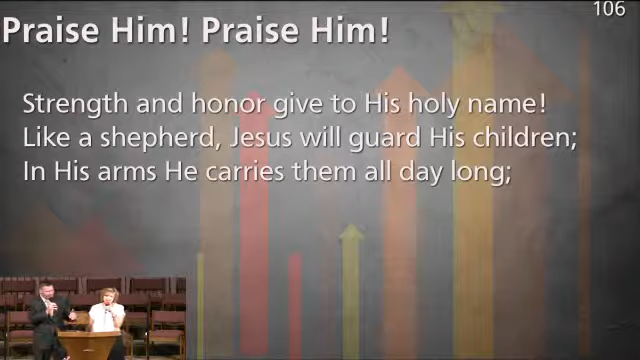 106
Praise Him! Praise Him!
Strength and honor give to His holy name!
Like a shepherd, Jesus will guard His children;
In His arms He carries them all day long;